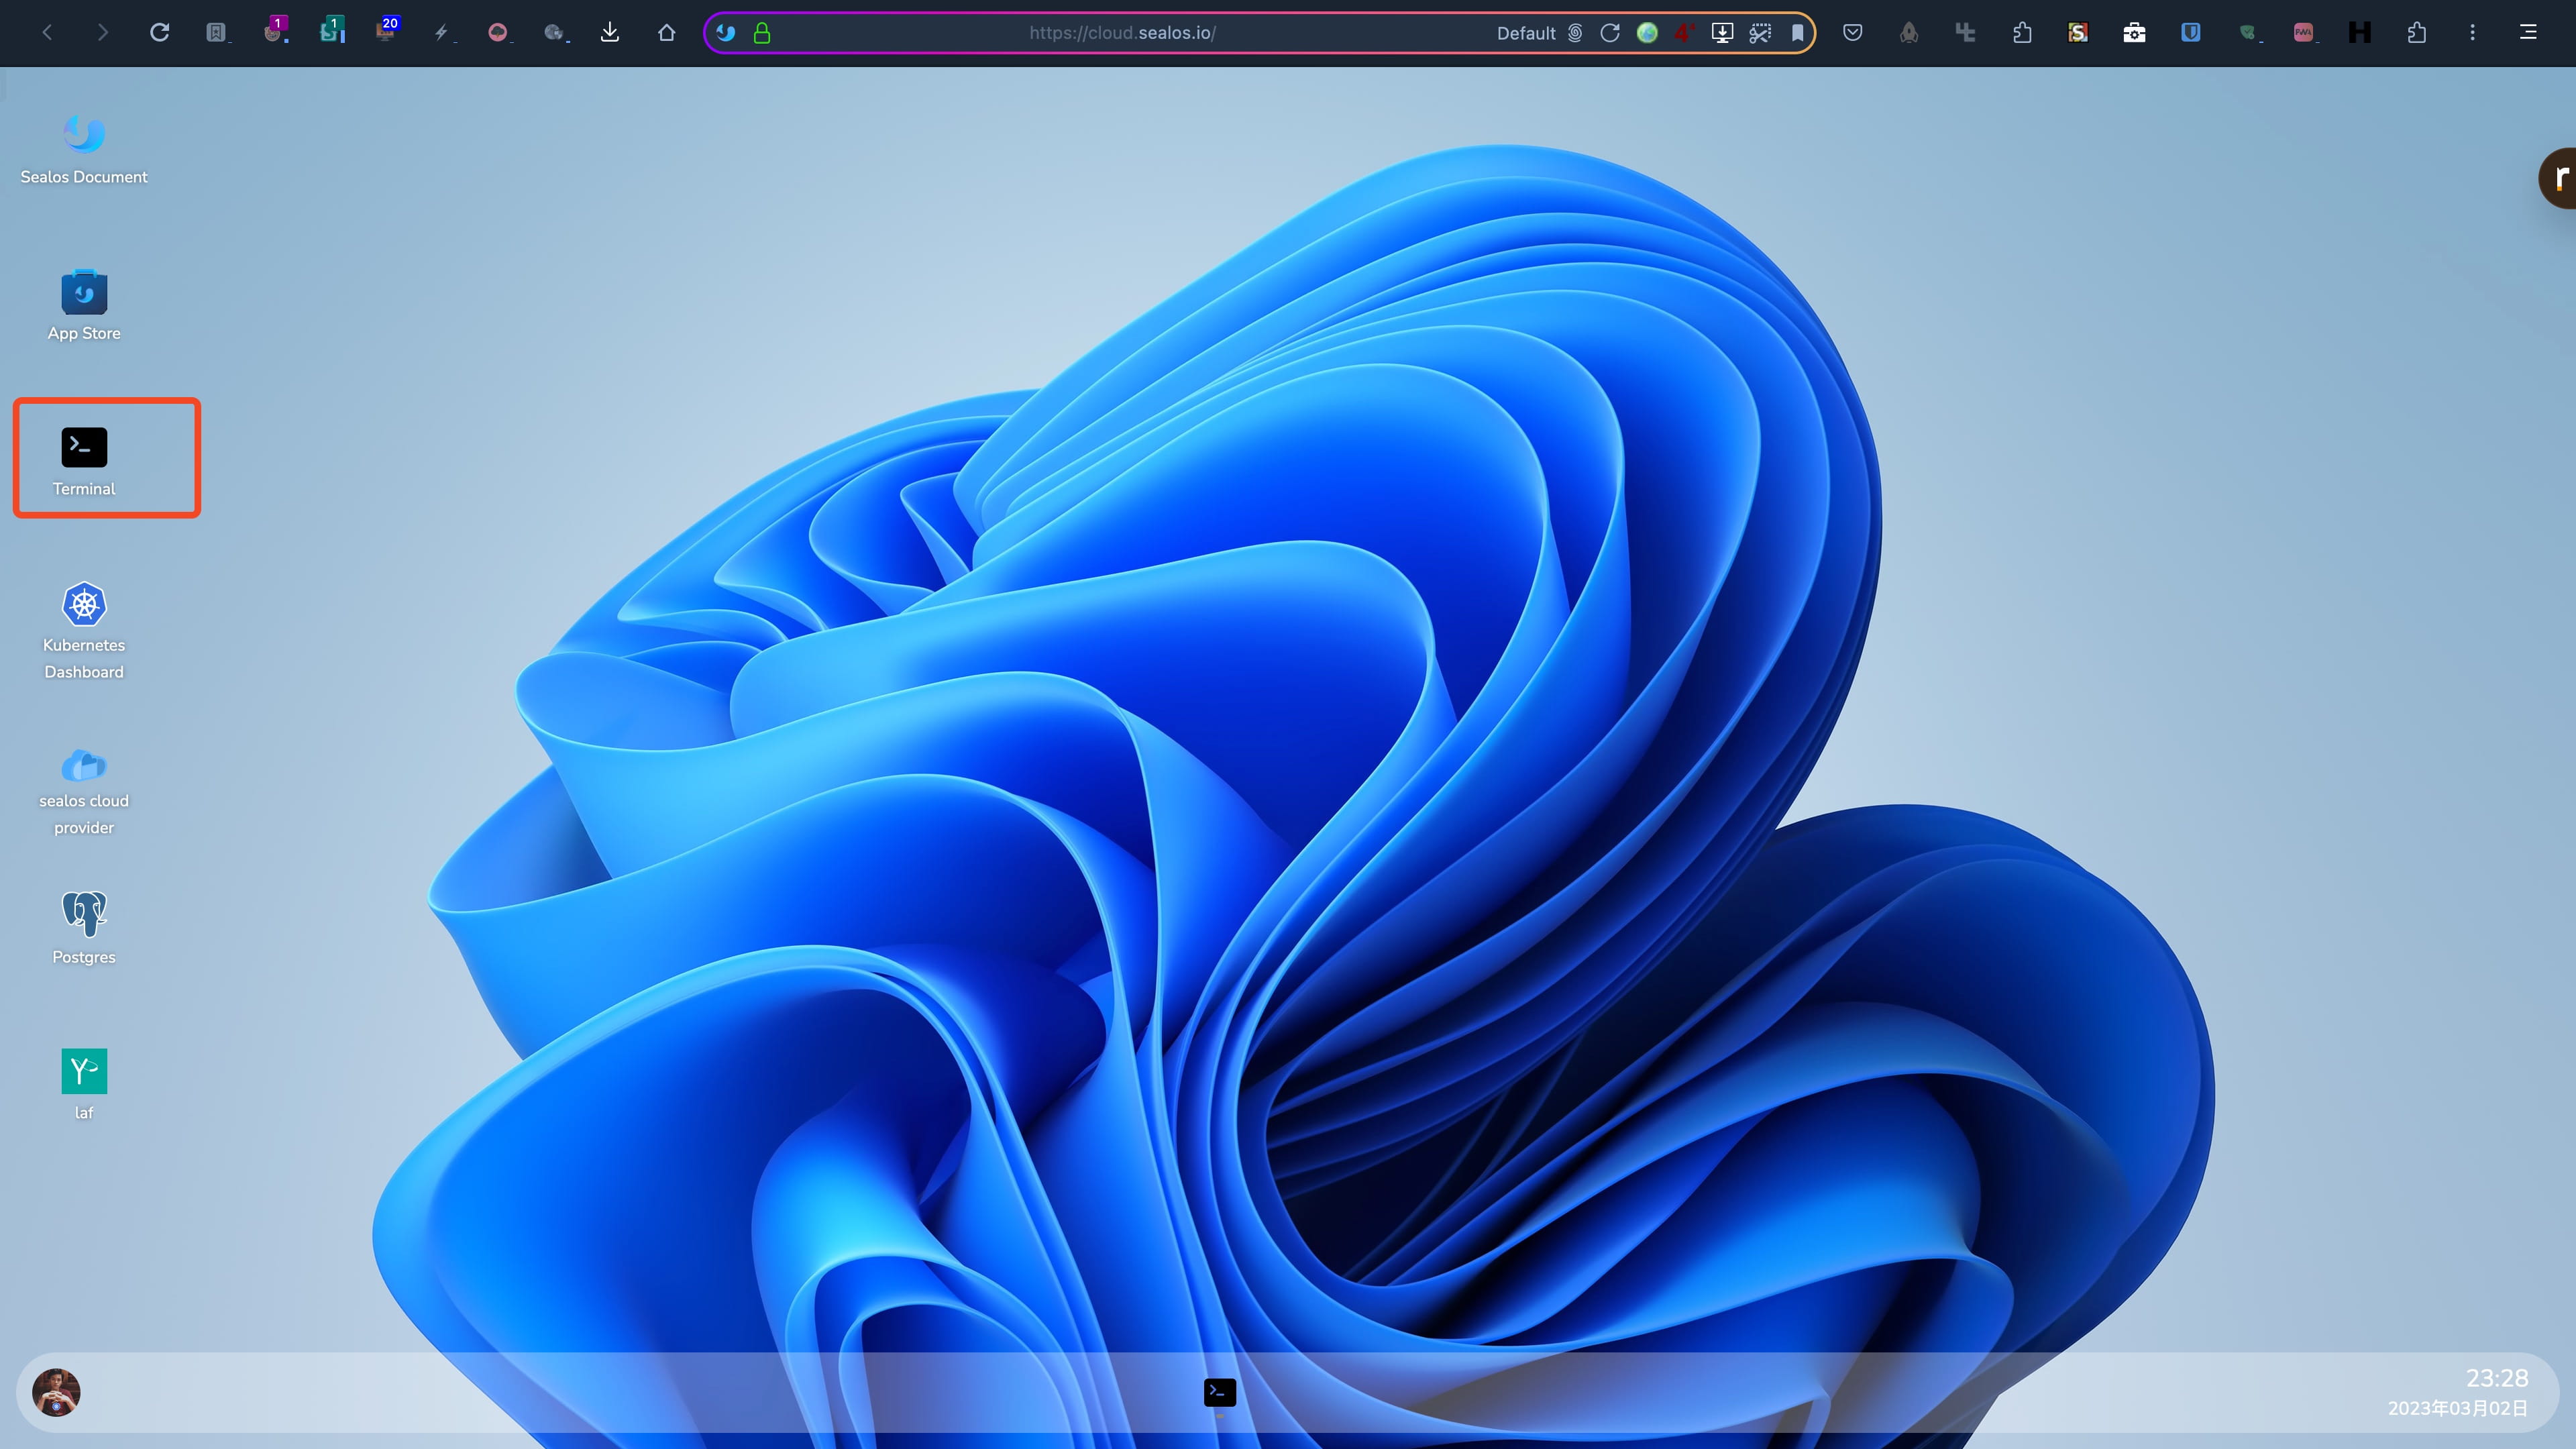 1
1
20
https://cloud.sealos.io/
Default
4+
S
H
Sealos Document
App Store
>_
Terminal
Kubernetes
Dashboard
sealos cloud
provider
Postgres
laf
r
>_
23:28
2023年03月02日